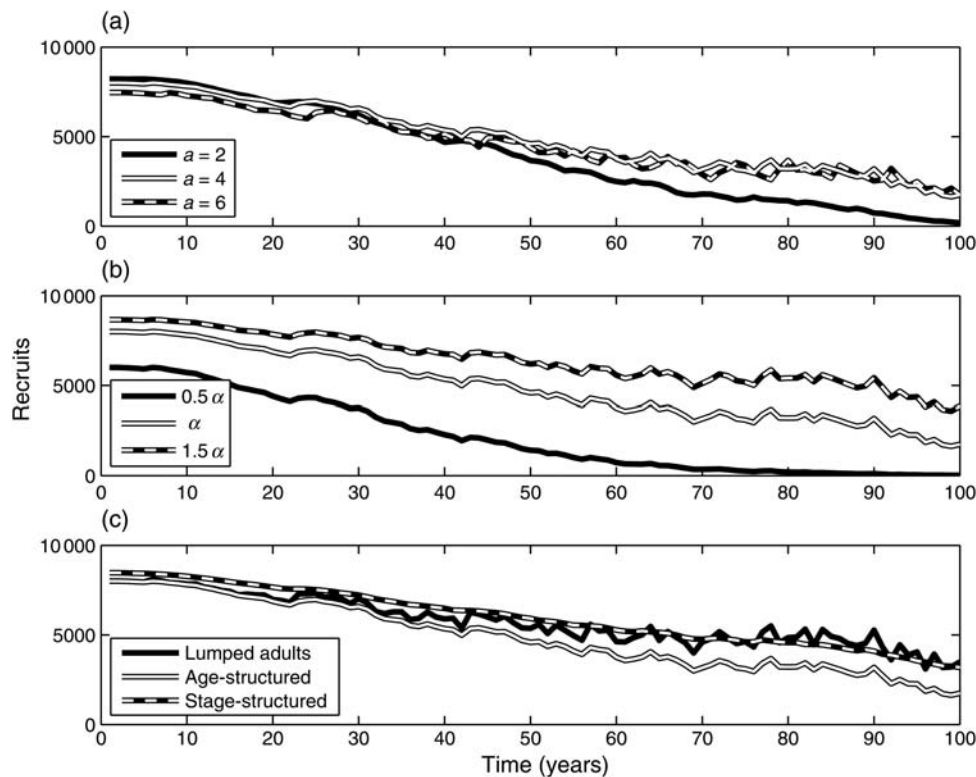 (a)
10 000
5000
0
a = 2
a = 4
a = 6
0 10 20 30 40 50 60 70 80 90 100
(b)
10 000
5000
0
Recruits
0.5 α
α
1.5 α
0 10 20 30 40 50 60 70 80 90 100
(c)
10 000
5000
0
Lumped adults
Age-structured
Stage-structured
0 10 20 30 40 50 60 70 80 90 100
Time (years)